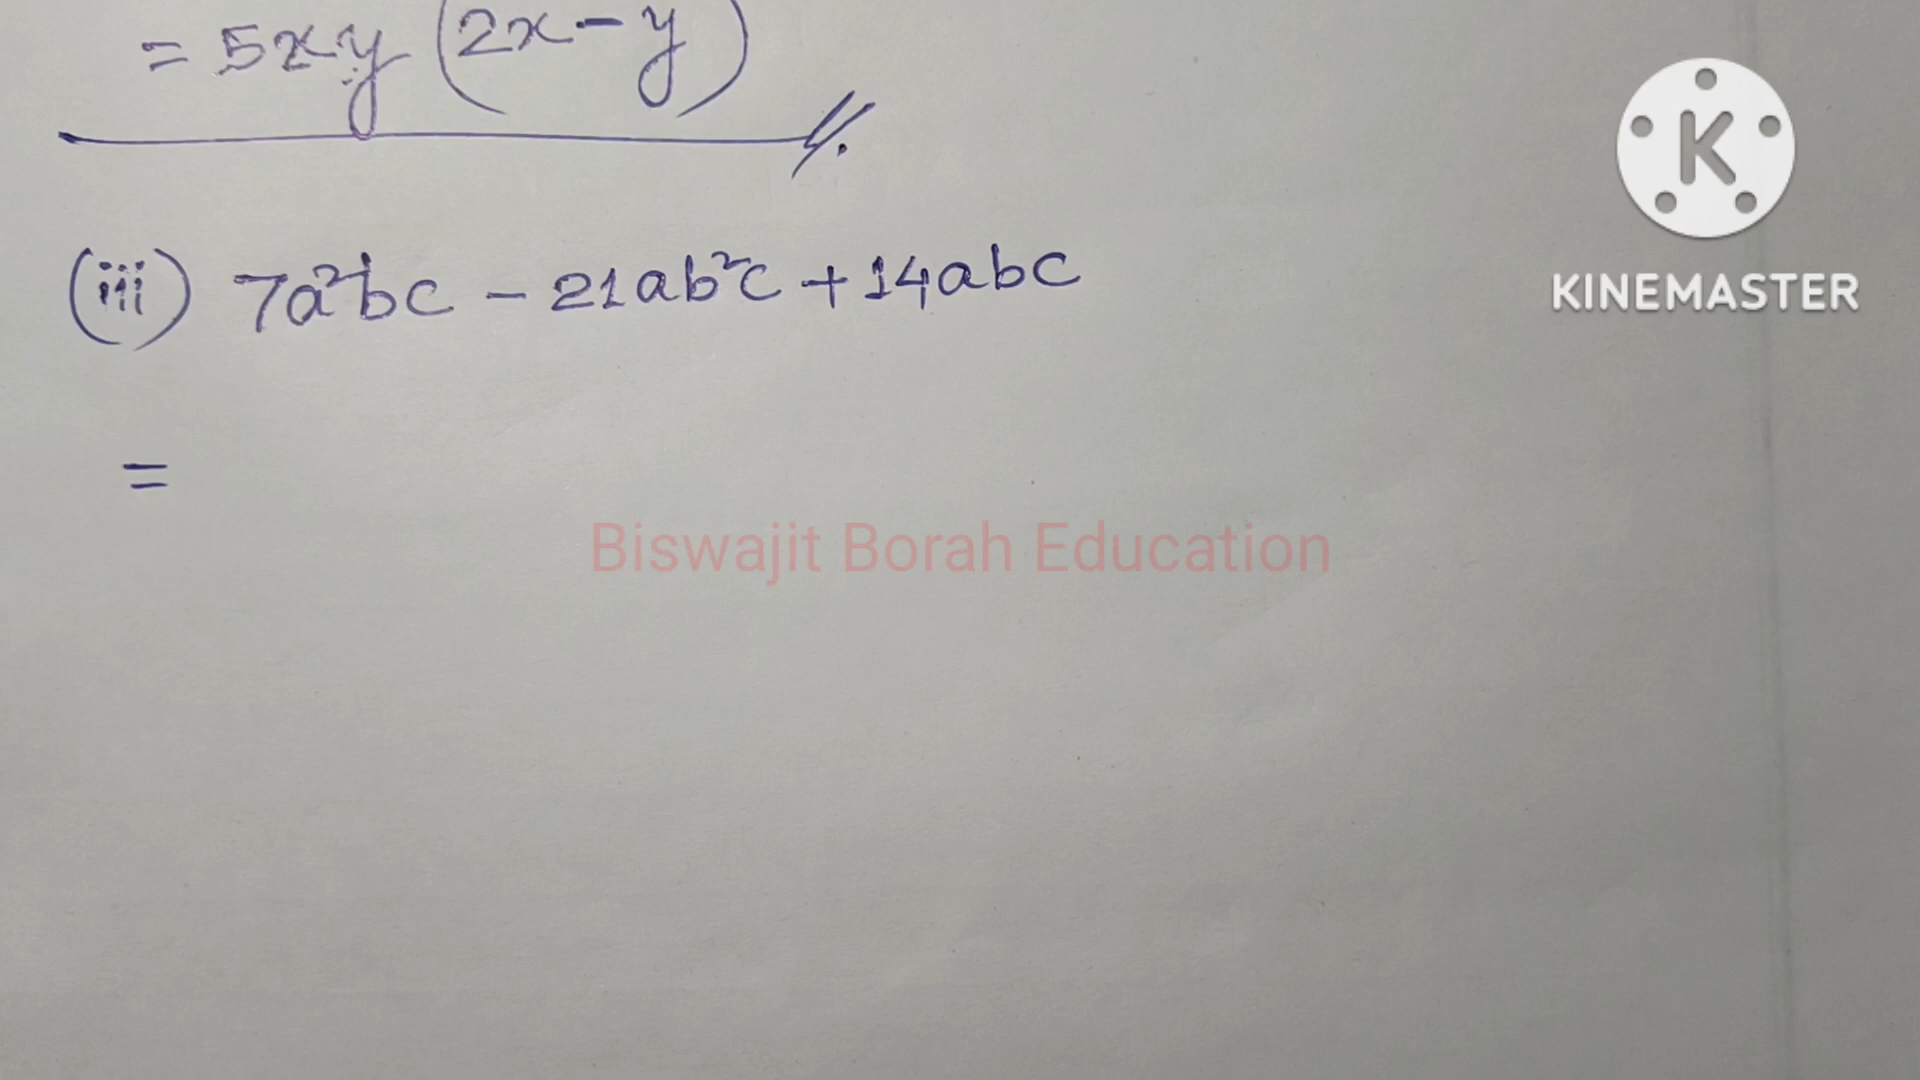 = 5xy (2x - y)
(iii) 7a²bc - 21ab²c + 14abc
=
K
KINEMASTER
Biswajit Borah Education